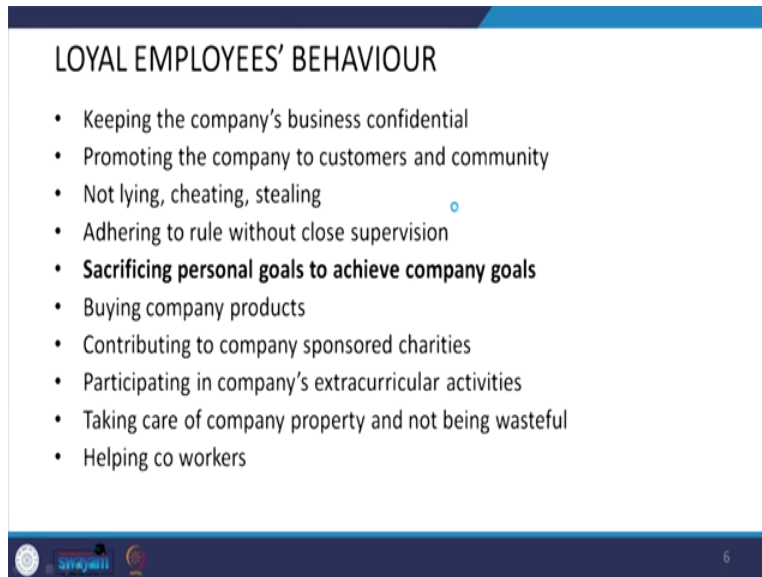 LOYAL EMPLOYEES' BEHAVIOUR
• Keeping the company's business confidential
• Promoting the company to customers and community
• Not lying, cheating, stealing
• Adhering to rule without close supervision
• Sacrificing personal goals to achieve company goals
• Buying company products
• Contributing to company sponsored charities
• Participating in company's extracurricular activities
• Taking care of company property and not being wasteful
• Helping co workers
swayam
6